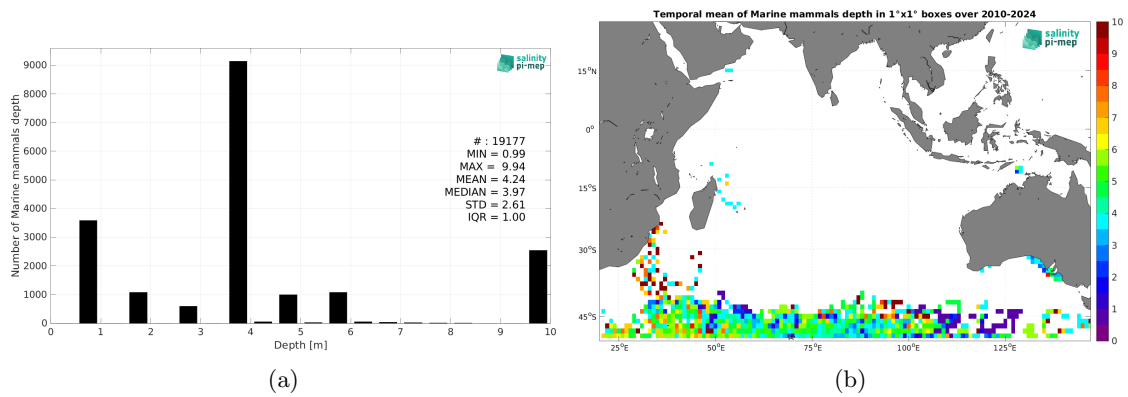 salinity
pi-mep
Number of Marine mammals depth
9000
8000
7000
6000
5000
4000
3000
2000
1000
0
# : 19177
MIN = 0.99
MAX = 9.94
MEAN = 4.24
MEDIAN = 3.97
STD = 2.61
IQR = 1.00
0 1 2 3 4 5 6 7 8 9 10
Depth [m]
(a)
Temporal mean of Marine mammals depth in 1°x1° boxes over 2010-2024
salinity
pi-mep
15°N
0°
15°S
30°S
45°S
25°E 50°E 75°E 100°E 125°E
10
9
8
7
6
5
4
3
2
1
0
(b)